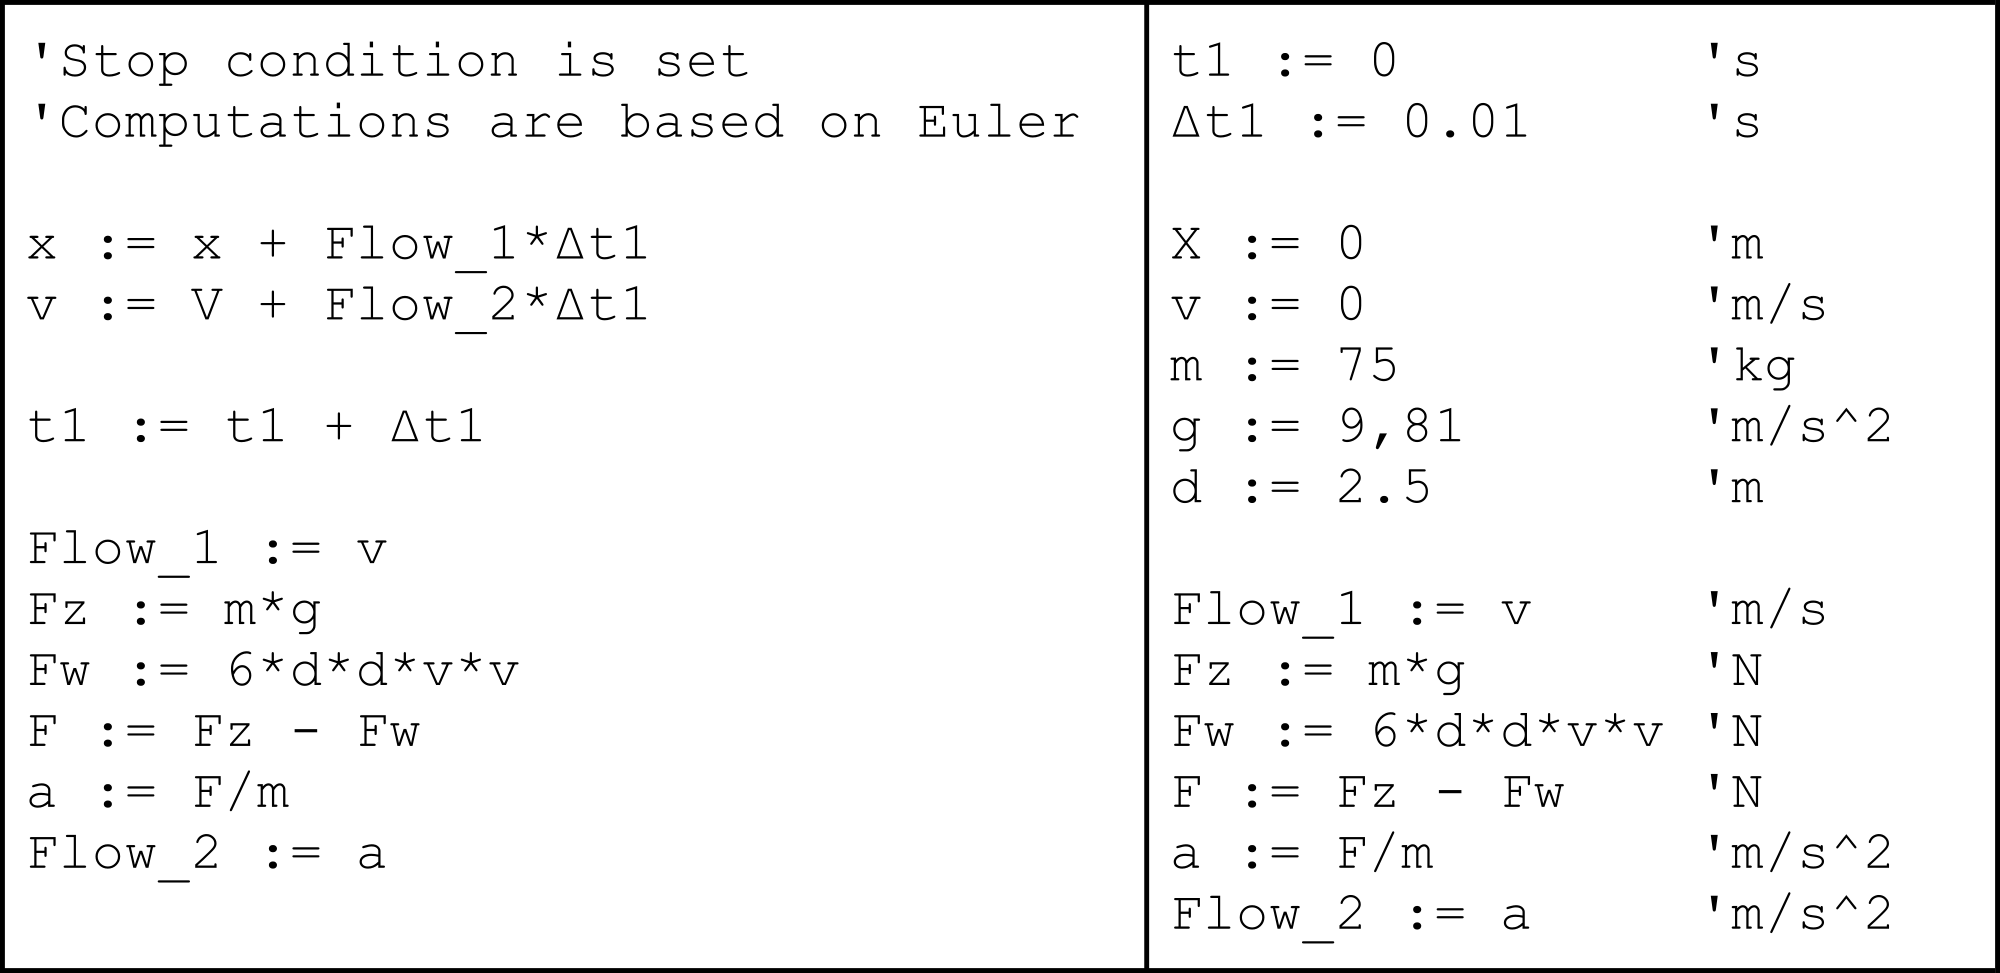 'Stop condition is set
'Computations are based on Euler
x := x + Flow_1*Δt1
v := V + Flow_2*Δt1
t1 := t1 + Δt1
Flow_1 := v
Fz := m*g
Fw := 6*d*d*v*v
F := Fz - Fw
a := F/m
Flow_2 := a
t1 := 0 's
Δt1 := 0.01 's
X := 0 'm
v := 0 'm/s
m := 75 'kg
g := 9,81 'm/s^2
d := 2.5 'm
Flow_1 := v 'm/s
Fz := m*g 'N
Fw := 6*d*d*v*v 'N
F := Fz - Fw 'N
a := F/m 'm/s^2
Flow_2 := a 'm/s^2